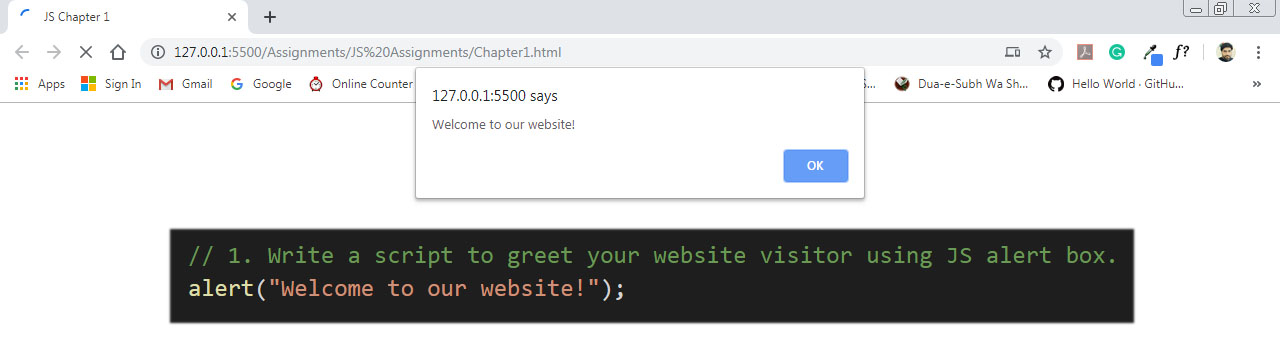 JS Chapter 1
127.0.0.1:5500/Assignments/JS%20Assignments/Chapter1.html
f?
Apps Sign In Gmail Google Online Counter S... Dua-e-Subh Wa Sh... Hello World · GitHu... »
127.0.0.1:5500 says
Welcome to our website!
OK
// 1. Write a script to greet your website visitor using JS alert box.
alert("Welcome to our website!");